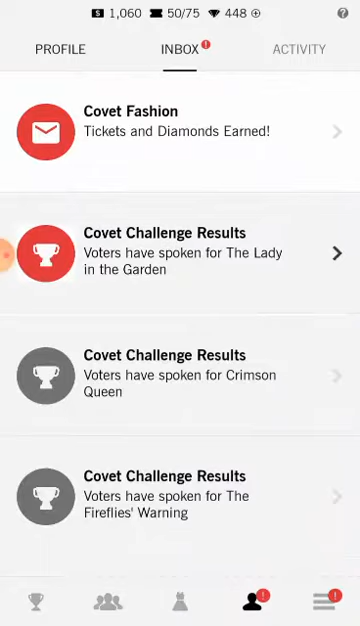 $ 1,060 50/75 448 ?
PROFILE INBOX ! ACTIVITY
Covet Fashion
Tickets and Diamonds Earned!
Covet Challenge Results
Voters have spoken for The Lady
in the Garden
Covet Challenge Results
Voters have spoken for Crimson
Queen
Covet Challenge Results
Voters have spoken for The
Fireflies' Warning
! !